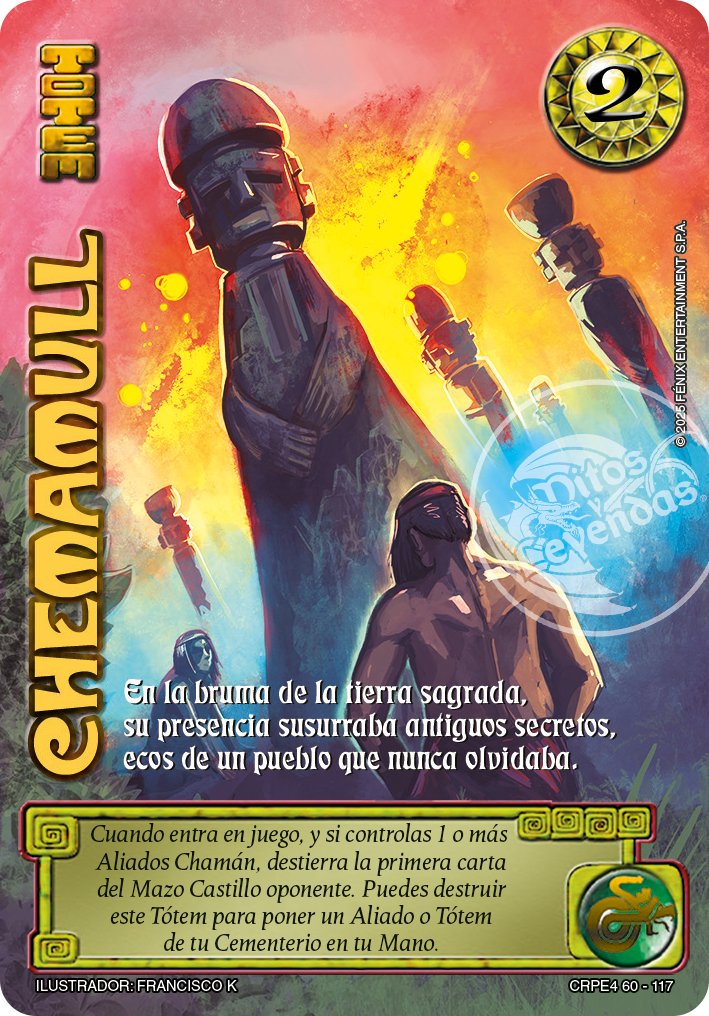 TOTEM
2
CHEMAMULL
© 2025 FÉNIX ENTERTAINMENT S.P.A.
Mitos
y
Leyendas
En la bruma de la tierra sagrada,
su presencia susurraba antiguos secretos,
ecos de un pueblo que nunca olvidaba.
Cuando entra en juego, y si controlas 1 o más
Aliados Chamán, destierra la primera carta
del Mazo Castillo oponente. Puedes destruir
este Tótem para poner un Aliado o Tótem
de tu Cementerio en tu Mano.
ILUSTRADOR: FRANCISCO K
CRPE4 60 - 117